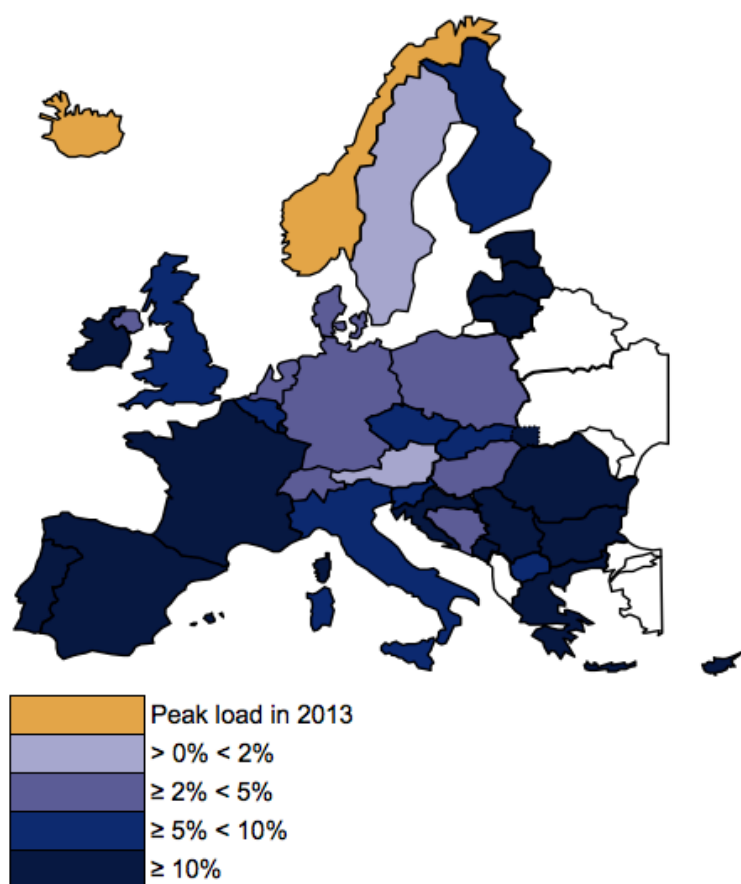 Peak load in 2013
> 0% < 2%
≥ 2% < 5%
≥ 5% < 10%
≥ 10%